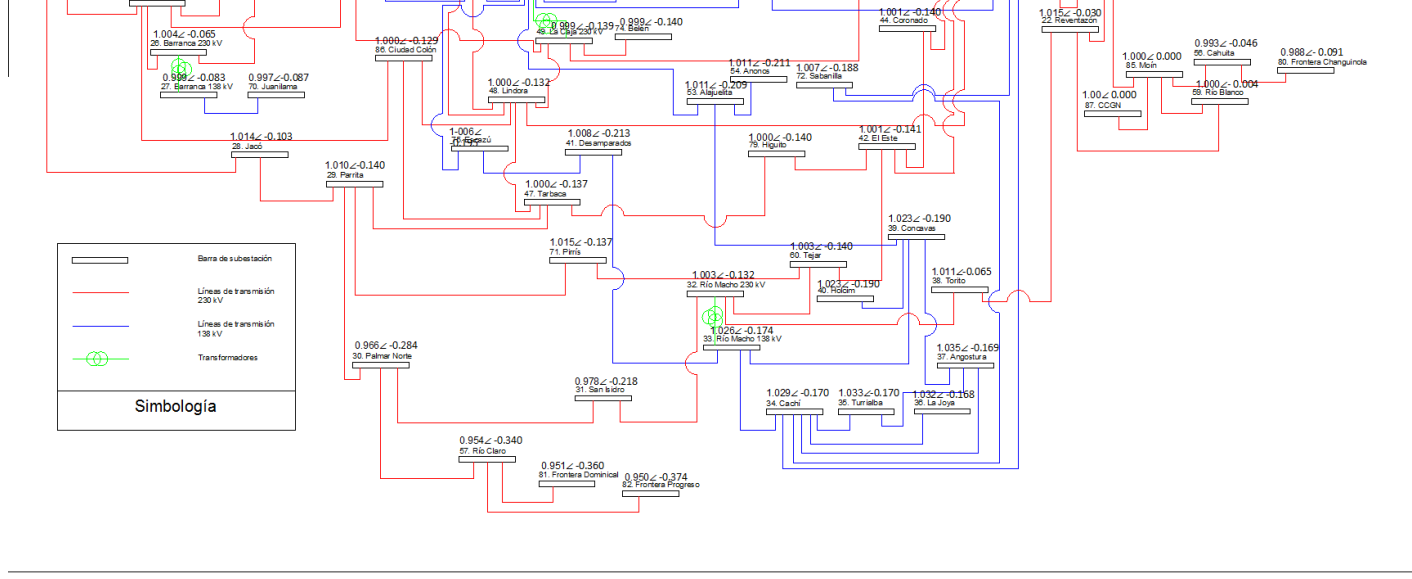 1.004∠ -0.065
26. Barranca 230 kV
0.999∠ -0.083
27. Barranca 138 kV
0.997∠ -0.087
70. Juanilama
1.000∠ -0.129
86. Ciudad Colón
0.999∠ -0.139
49. La Caja 230 kV
0.999∠ -0.140
74. Belén
1.001∠ -0.140
44. Coronado
1.015∠ -0.030
22. Reventazón
1.000∠ -0.132
48. Lindora
1.011∠ -0.211
54. Anonos
1.011∠ -0.209
53. Alajuelita
1.007∠ -0.188
72. Sabanilla
1.00∠ 0.000
85. Moín
0.993∠ -0.046
56. Cahuita
0.988∠ -0.091
80. Frontera Changuinola
1.000∠ -0.004
59. Río Blanco
1.00∠ 0.000
87. CCGN
1.014∠ -0.103
28. Jacó
1.010∠ -0.140
29. Parrita
1.006∠
Escazú
1.008∠ -0.213
41. Desamparados
1.000∠ -0.140
79. Higuito
1.001∠ -0.141
42. El Este
1.000∠ -0.137
47. Tarbaca
1.023∠ -0.190
39. Concavas
1.015∠ -0.137
71. Pirrís
1.003∠ -0.140
60. Tejar
1.003∠ -0.132
32. Río Macho 230 kV
1.023∠ -0.190
40. Holcim
1.011∠ -0.065
38. Torito
1.026∠ -0.174
33. Río Macho 138 kV
0.966∠ -0.284
30. Palmar Norte
1.035∠ -0.169
37. Angostura
0.978∠ -0.218
31. San Isidro
1.029∠ -0.170
34. Cachí
1.033∠ -0.170
35. Turrialba
1.032∠ -0.168
36. La Joya
0.954∠ -0.340
57. Río Claro
0.951∠ -0.360
81. Frontera Dominical
0.950∠ -0.374
82. Frontera Progreso
Barra de subestación
Líneas de transmisión
230 kV
Líneas de transmisión
138 kV
Transformadores
Simbología